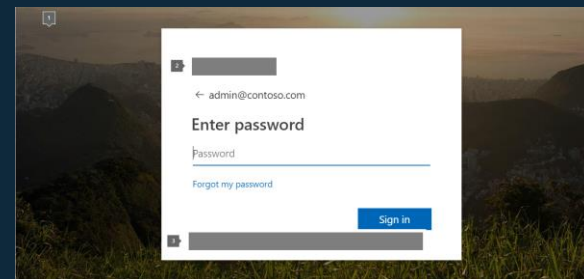 1
2
← admin@contoso.com
Enter password
Password
Forgot my password
Sign in
3